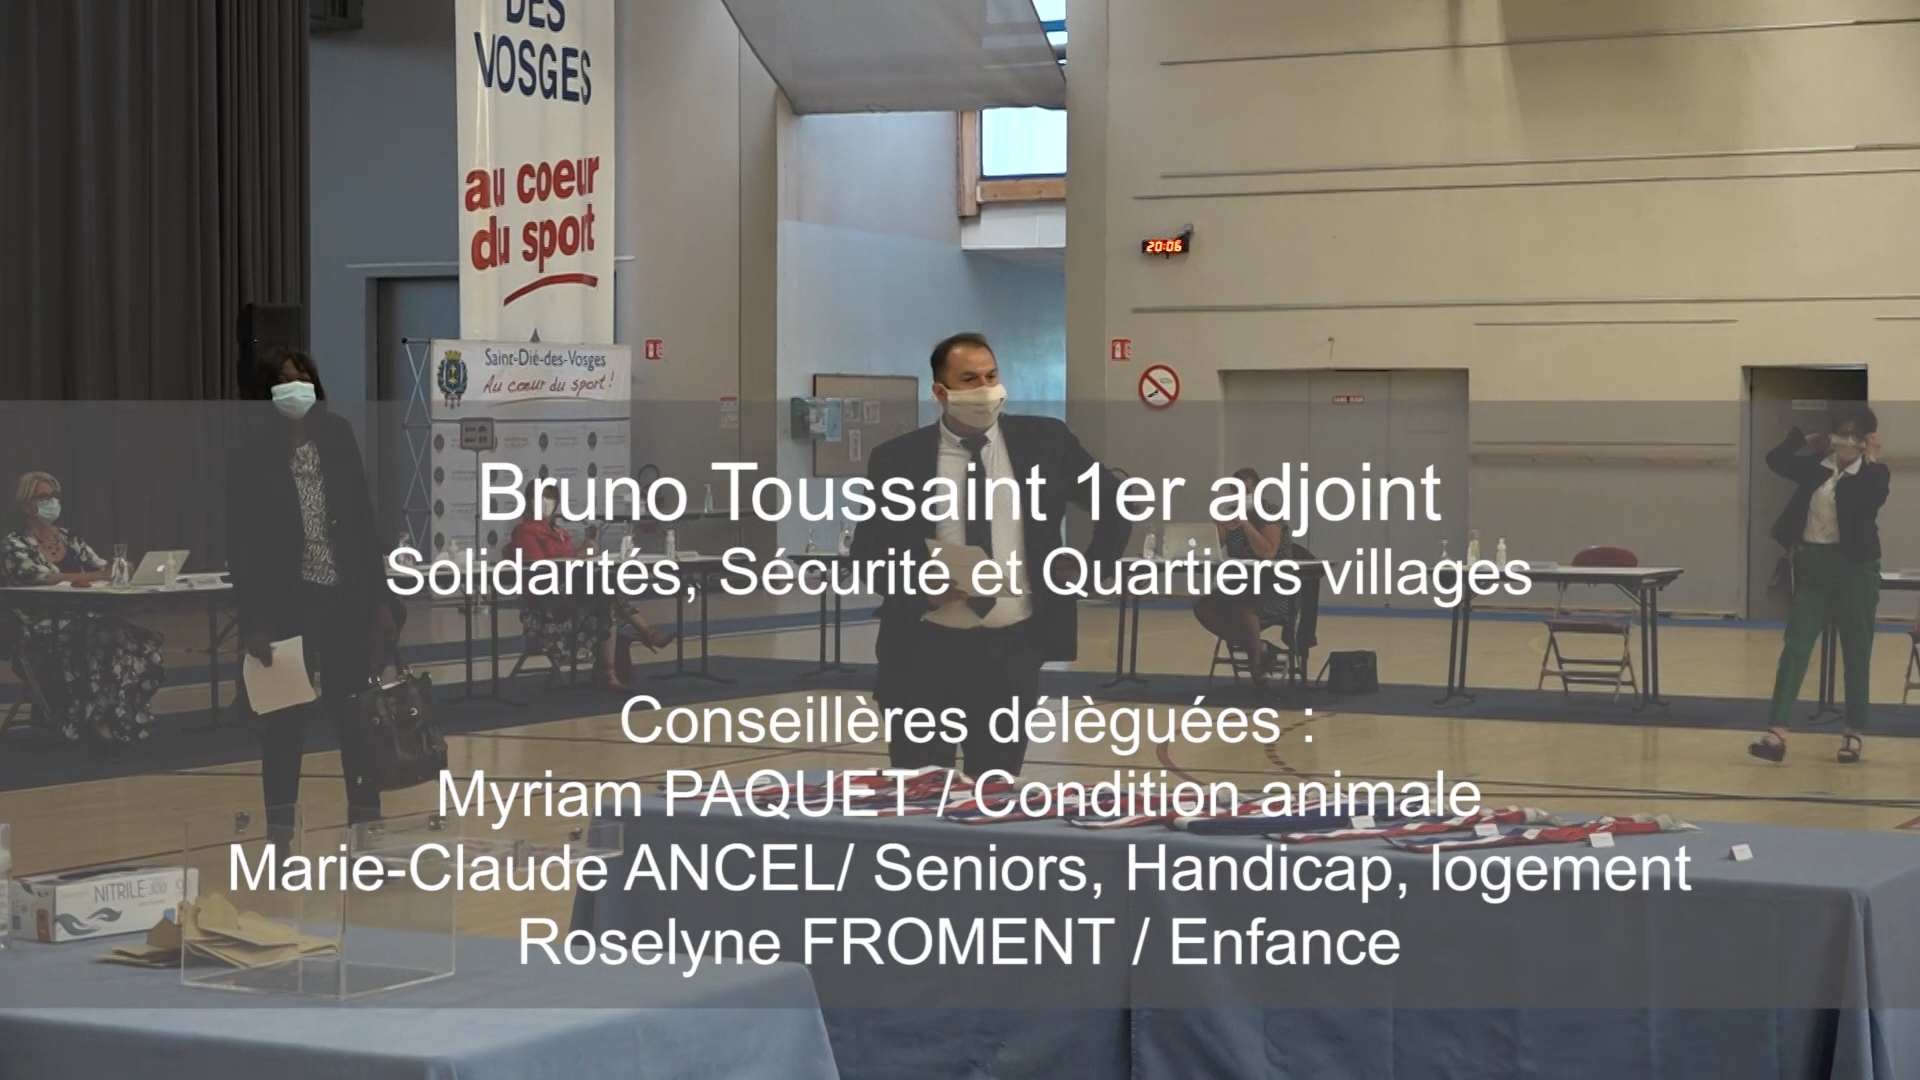 DES
VOSGES
au coeur
du sport
20:06
Saint-Dié-des-Vosges
Au coeur du sport !
Bruno Toussaint 1er adjoint
Solidarités, Sécurité et Quartiers villages
Conseillères délèguées :
Myriam PAQUET / Condition animale
Marie-Claude ANCEL/ Seniors, Handicap, logement
Roselyne FROMENT / Enfance
NITRILE 300